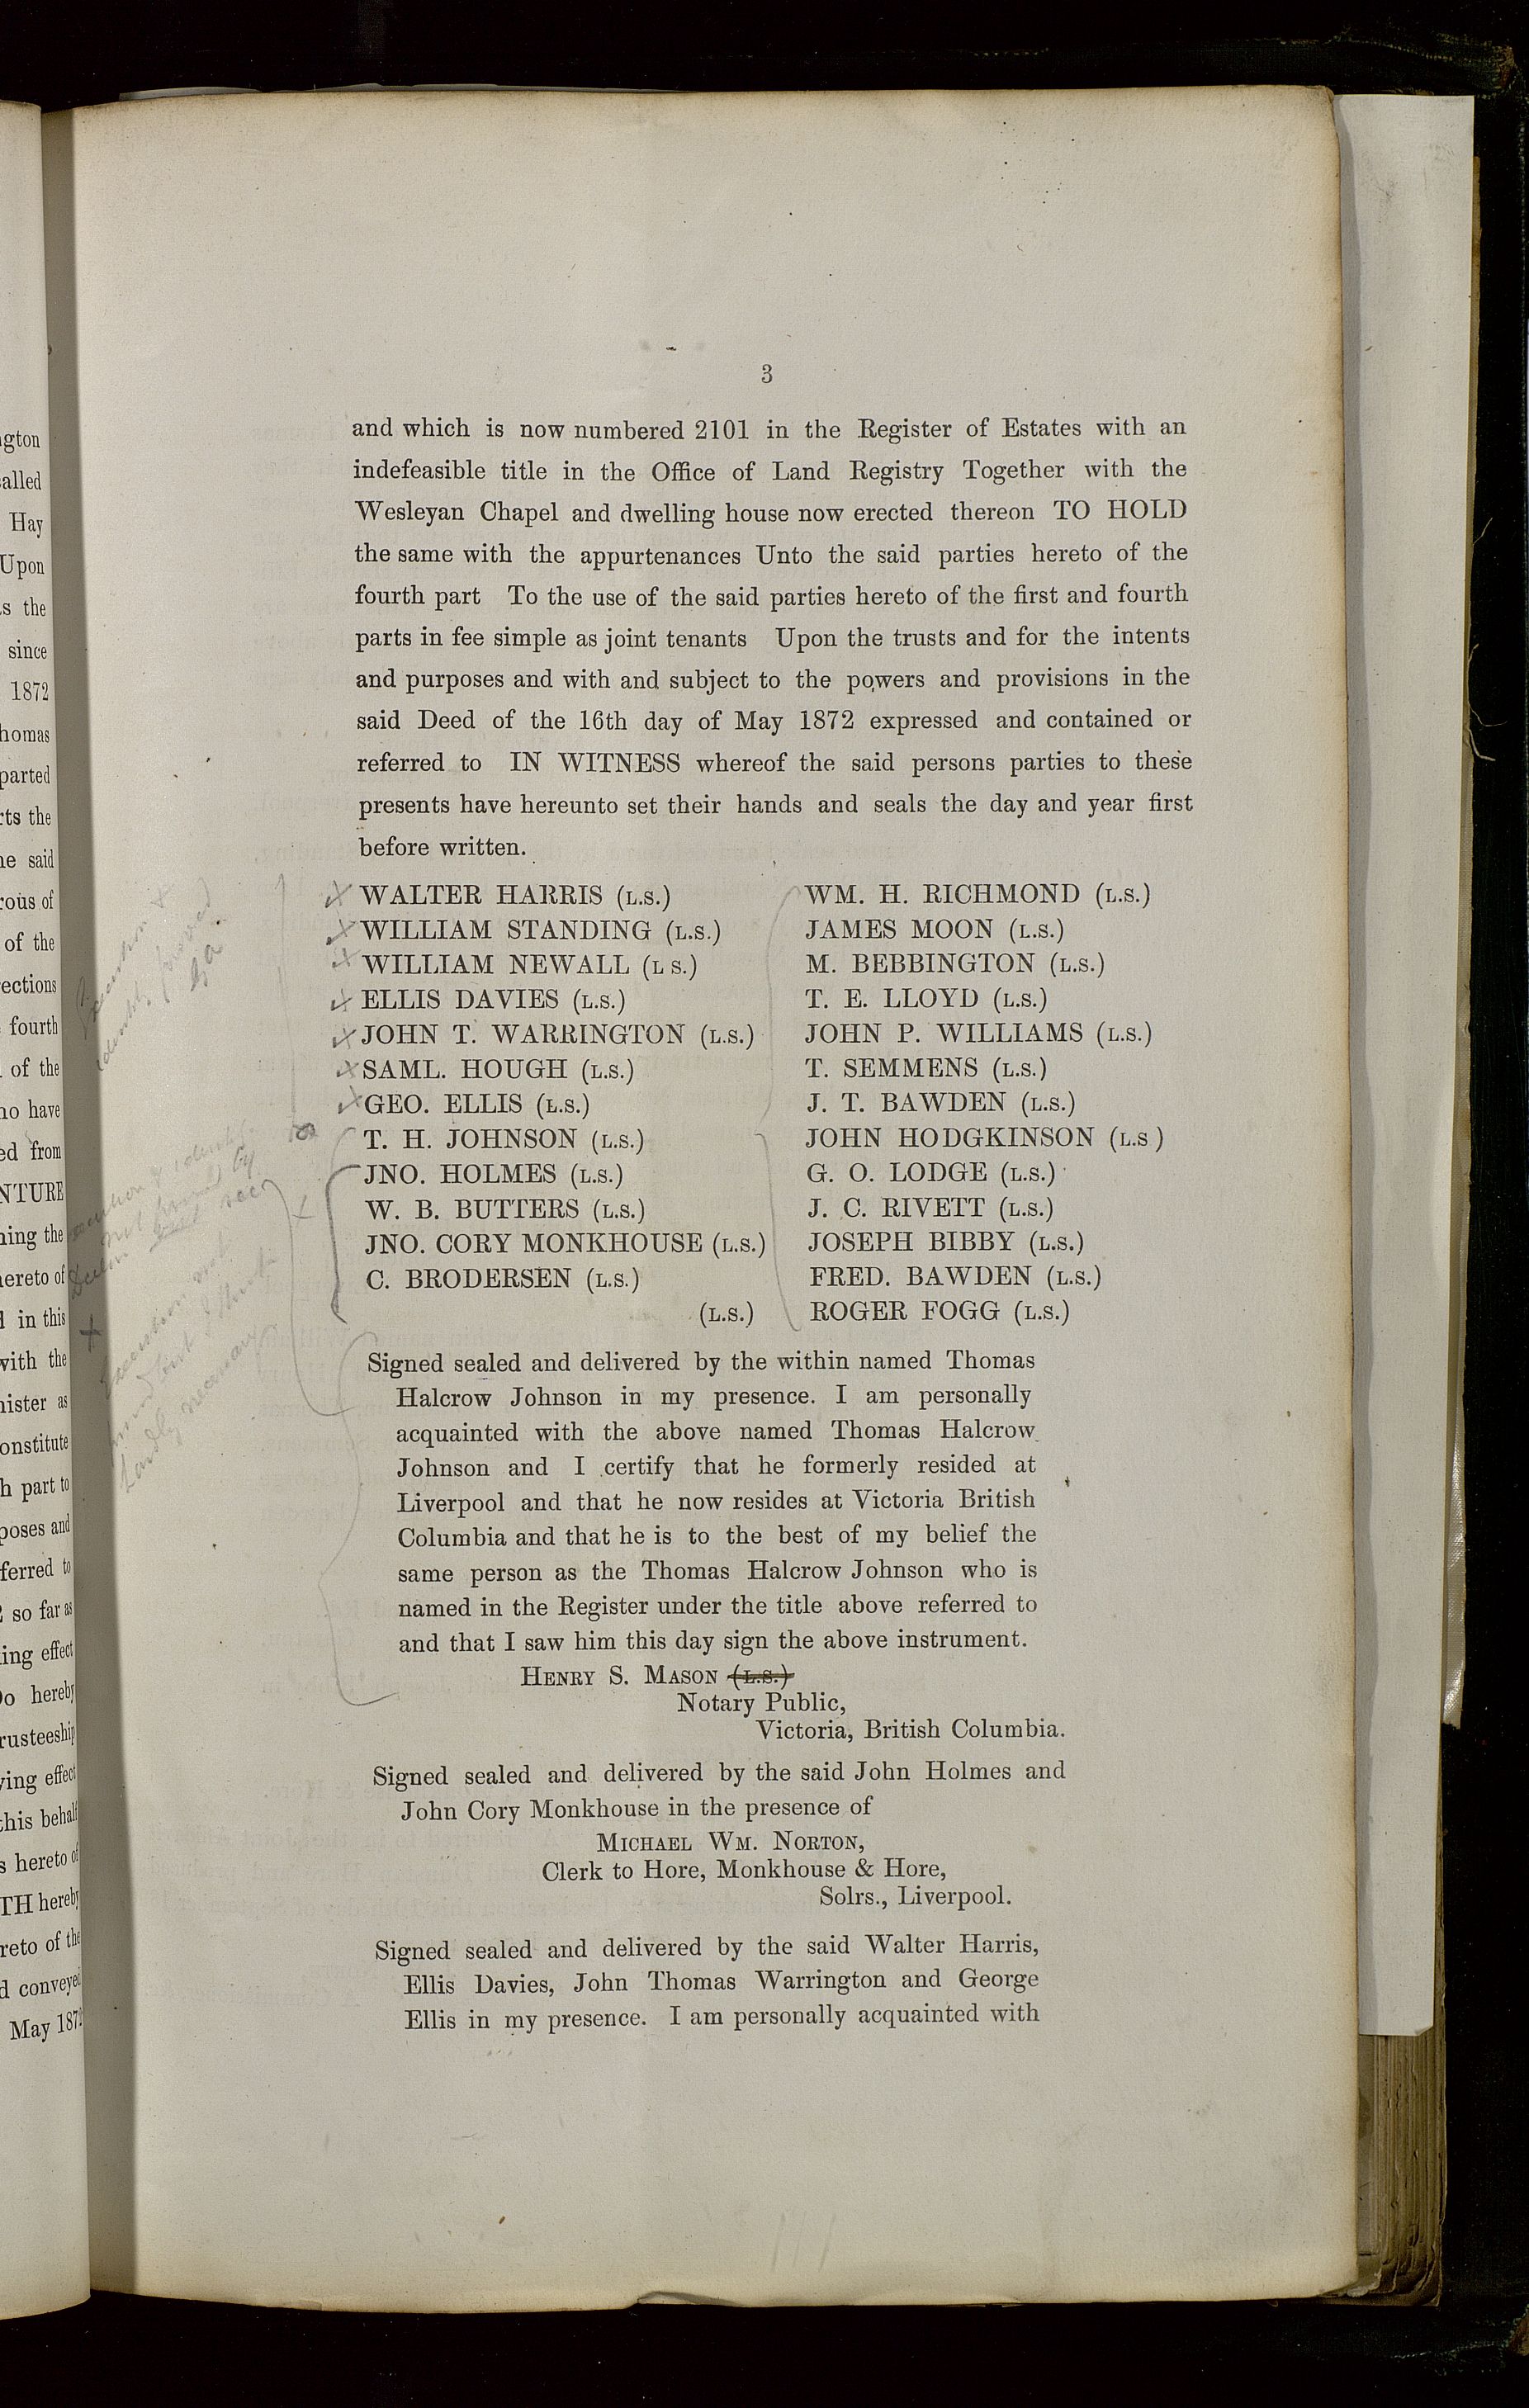 3
and which is now numbered 2101 in the Register of Estates with an
indefeasible title in the Office of Land Registry Together with the
Wesleyan Chapel and dwelling house now erected thereon TO HOLD
the same with the appurtenances Unto the said parties hereto of the
fourth part To the use of the said parties hereto of the first and fourth
parts in fee simple as joint tenants Upon the trusts and for the intents
and purposes and with and subject to the powers and provisions in the
said Deed of the 16th day of May 1872 expressed and contained or
referred to IN WITNESS whereof the said persons parties to these
presents have hereunto set their hands and seals the day and year first
before written.
WALTER HARRIS (L.S.)
WILLIAM STANDING (L.S.)
WILLIAM NEWALL (L S.)
ELLIS DAVIES (L.S.)
JOHN T. WARRINGTON (L.S.)
SAML. HOUGH (L.S.)
GEO. ELLIS (L.S.)
T. H. JOHNSON (L.S.)
JNO. HOLMES (L.S.)
W. B. BUTTERS (L.S.)
JNO. CORY MONKHOUSE (L.S.)
C. BRODERSEN (L.S.)
(L.S.)
WM. H. RICHMOND (L.S.)
JAMES MOON (L.S.)
M. BEBBINGTON (L.S.)
T. E. LLOYD (L.S.)
JOHN P. WILLIAMS (L.S.)
T. SEMMENS (L.S.)
J. T. BAWDEN (L.S.)
JOHN HODGKINSON (L.S )
G. O. LODGE (L.S.)
J. C. RIVETT (L.S.)
JOSEPH BIBBY (L.S.)
FRED. BAWDEN (L.S.)
ROGER FOGG (L.S.)
Signed sealed and delivered by the within named Thomas
Halcrow Johnson in my presence. I am personally
acquainted with the above named Thomas Halcrow
Johnson and I certify that he formerly resided at
Liverpool and that he now resides at Victoria British
Columbia and that he is to the best of my belief the
same person as the Thomas Halcrow Johnson who is
named in the Register under the title above referred to
and that I saw him this day sign the above instrument.
HENRY S. MASON (L.S.)
Notary Public,
Victoria, British Columbia.
Signed sealed and delivered by the said John Holmes and
John Cory Monkhouse in the presence of
MICHAEL WM. NORTON,
Clerk to Hore, Monkhouse & Hore,
Solrs., Liverpool.
Signed sealed and delivered by the said Walter Harris,
Ellis Davies, John Thomas Warrington and George
Ellis in my presence. I am personally acquainted with